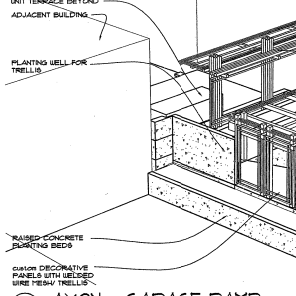 UNIT TERRACE BEYOND
ADJACENT BUILDING
PLANTING WELL FOR
TRELLIS
RAISED CONCRETE
PLANTING BEDS
custom DECORATIVE
PANELS WITH WELDED
WIRE MESH/ TRELLIS
AXON - GARAGE RAMP